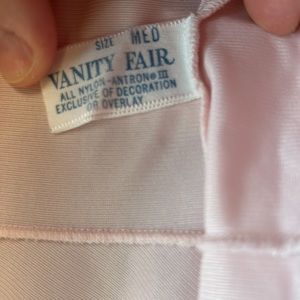 SIZE MED
VANITY FAIR
ALL NYLON-ANTRON® III
EXCLUSIVE OF DECORATION
OR OVERLAY